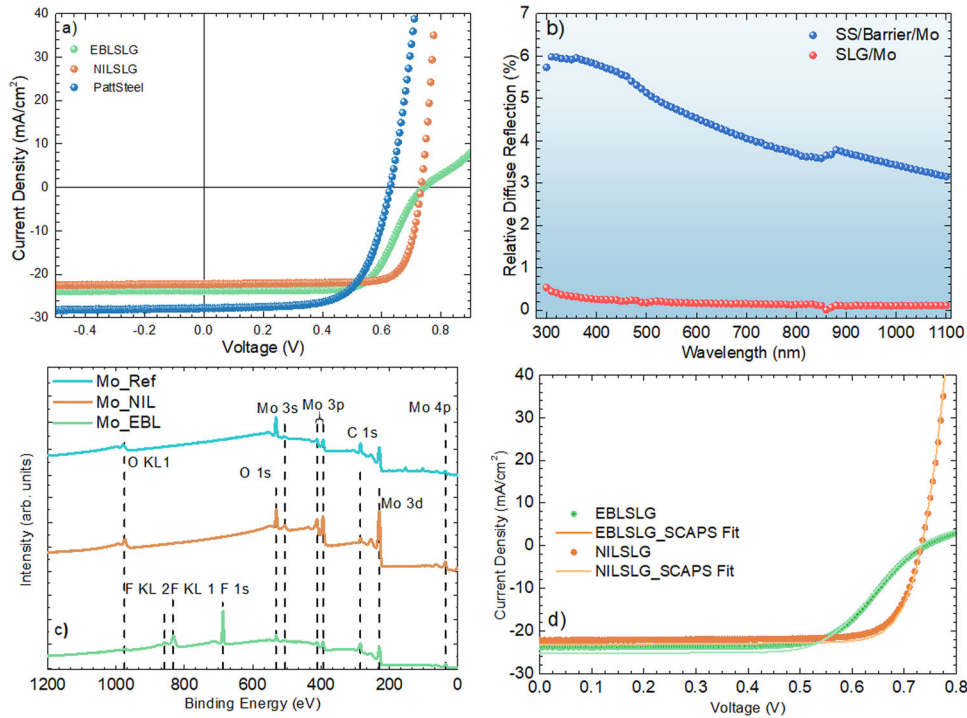 a)
EBLSLG
NILSLG
PattSteel
40
30
20
10
0
-10
-20
-30
-0.4 -0.2 0.0 0.2 0.4 0.6 0.8
Voltage (V)
Current Density (mA/cm²)
b)
SS/Barrier/Mo
SLG/Mo
7
6
5
4
3
2
1
0
300 400 500 600 700 800 900 1000 1100
Wavelength (nm)
Relative Diffuse Reflection (%)
Mo_Ref
Mo_NIL
Mo_EBL
Mo 3s Mo 3p Mo 4p
C 1s
O KL1
O 1s
Mo 3d
F KL 2F KL 1 F 1s
c)
1200 1000 800 600 400 200 0
Binding Energy (eV)
Intensity (arb. units)
40
30
20
10
0
-10
-20
-30
EBLSLG
EBLSLG_SCAPS Fit
NILSLG
NILSLG_SCAPS Fit
d)
0.0 0.1 0.2 0.3 0.4 0.5 0.6 0.7 0.8
Voltage (V)
Current Density (mA/cm²)